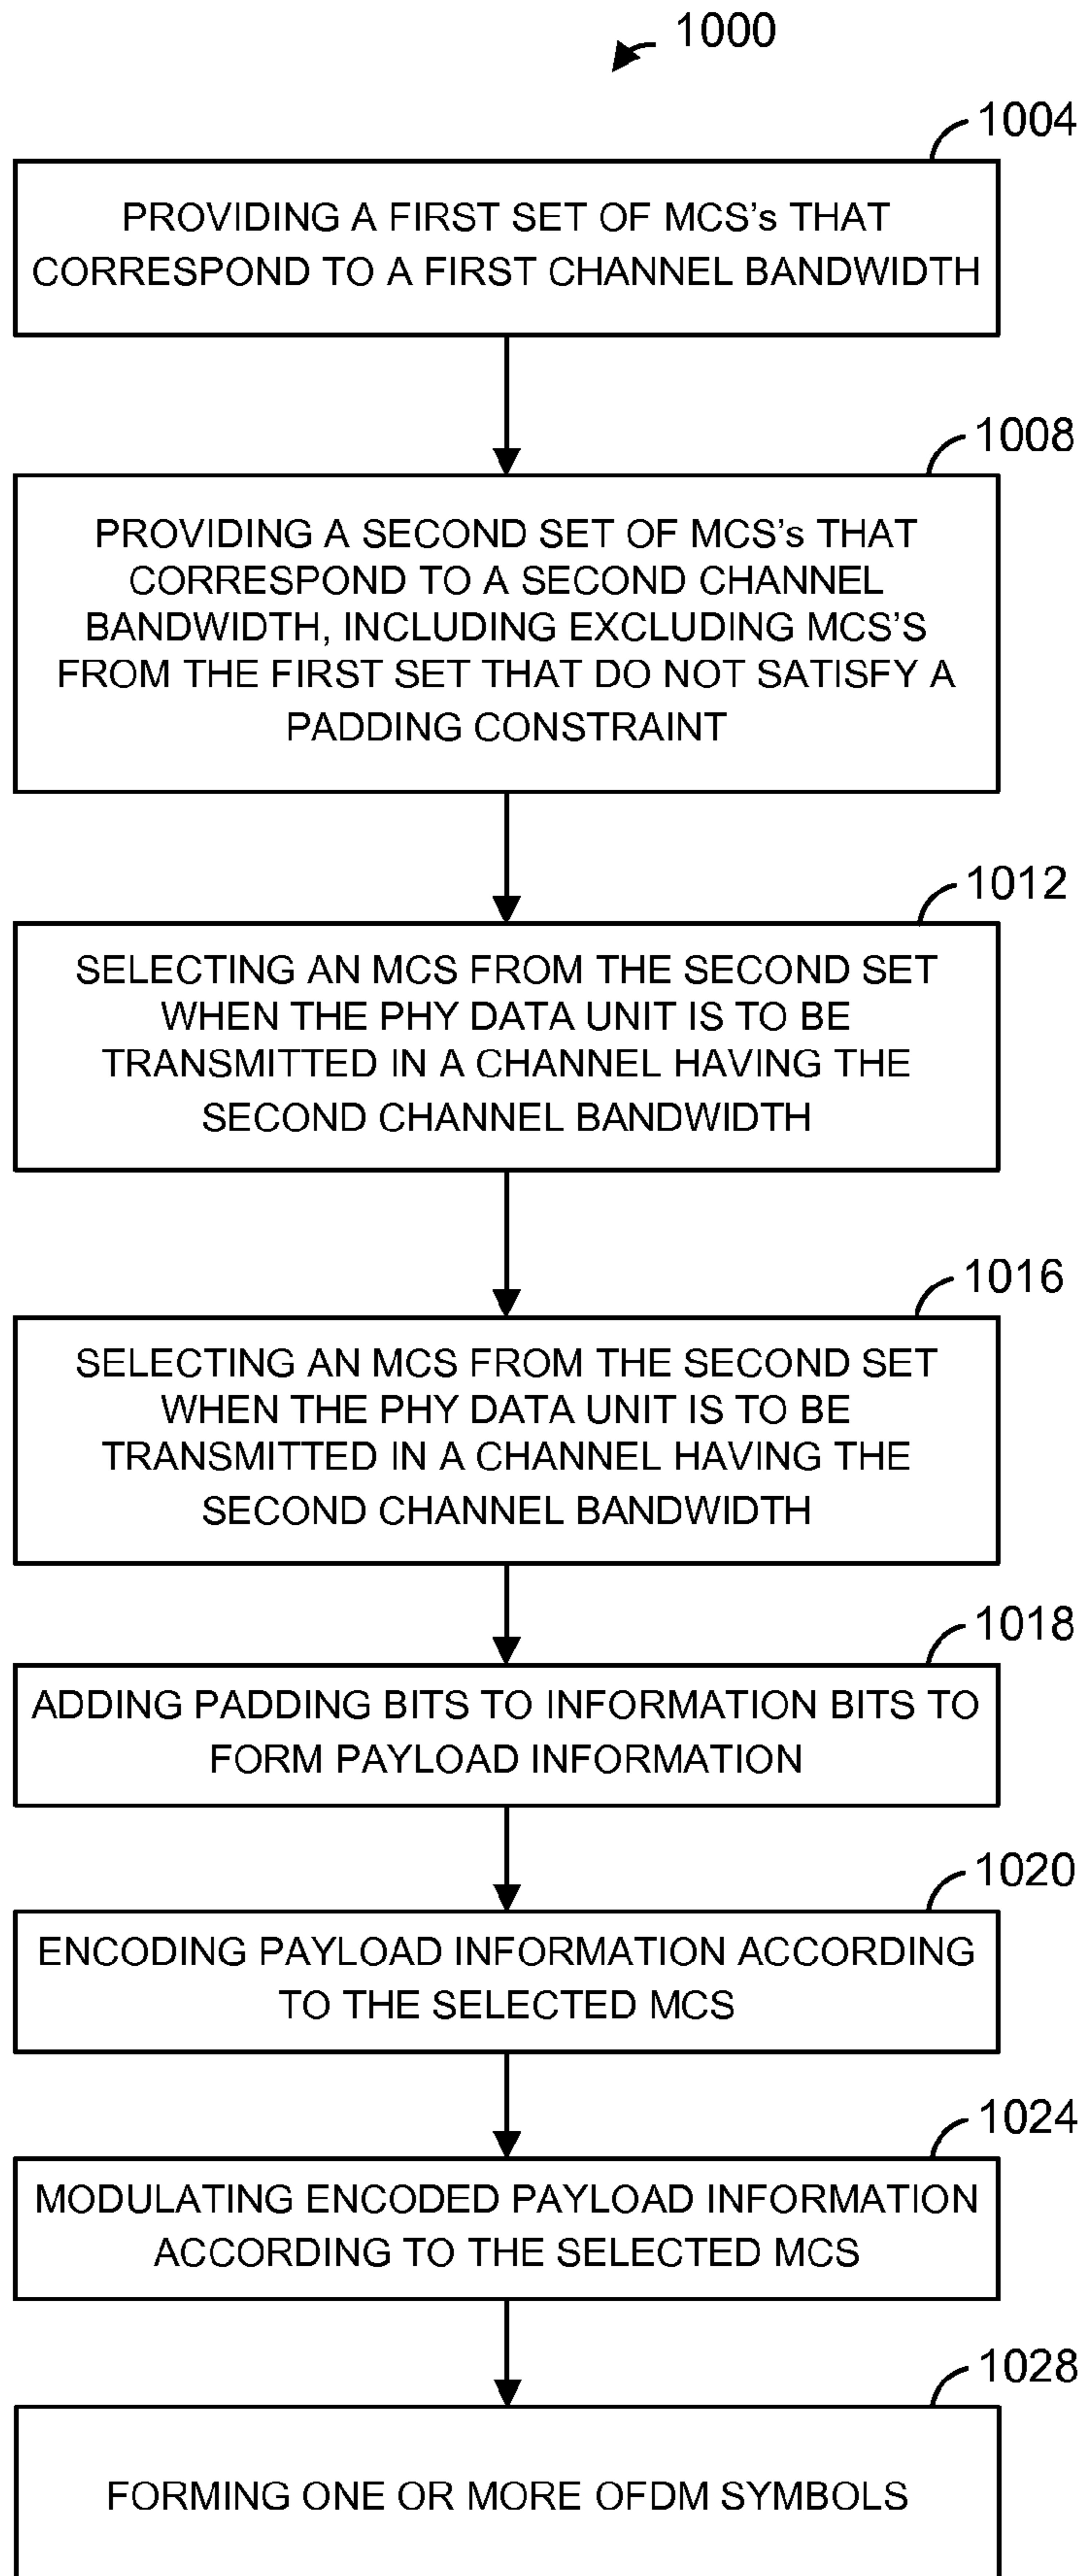 1000
1004
PROVIDING A FIRST SET OF MCS's THAT
CORRESPOND TO A FIRST CHANNEL BANDWIDTH
1008
PROVIDING A SECOND SET OF MCS's THAT
CORRESPOND TO A SECOND CHANNEL
BANDWIDTH, INCLUDING EXCLUDING MCS'S
FROM THE FIRST SET THAT DO NOT SATISFY A
PADDING CONSTRAINT
1012
SELECTING AN MCS FROM THE SECOND SET
WHEN THE PHY DATA UNIT IS TO BE
TRANSMITTED IN A CHANNEL HAVING THE
SECOND CHANNEL BANDWIDTH
1016
SELECTING AN MCS FROM THE SECOND SET
WHEN THE PHY DATA UNIT IS TO BE
TRANSMITTED IN A CHANNEL HAVING THE
SECOND CHANNEL BANDWIDTH
1018
ADDING PADDING BITS TO INFORMATION BITS TO
FORM PAYLOAD INFORMATION
1020
ENCODING PAYLOAD INFORMATION ACCORDING
TO THE SELECTED MCS
1024
MODULATING ENCODED PAYLOAD INFORMATION
ACCORDING TO THE SELECTED MCS
1028
FORMING ONE OR MORE OFDM SYMBOLS